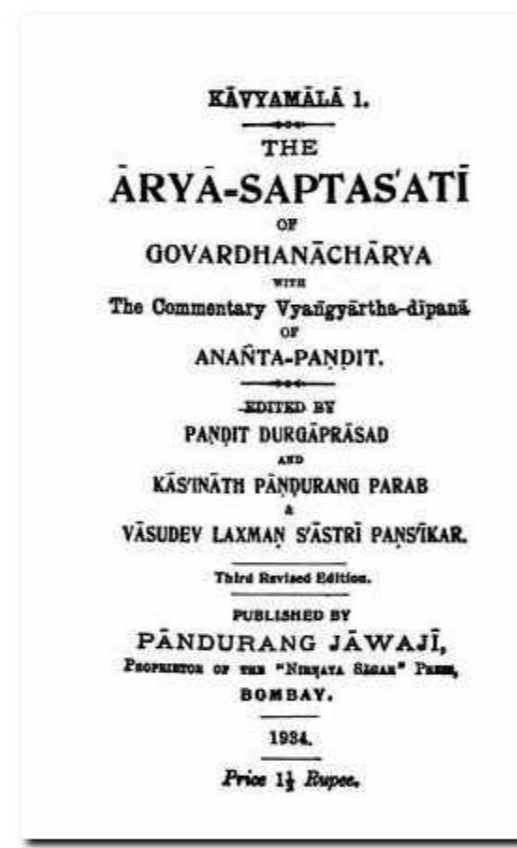 KĀVYAMĀLĀ 1.
THE
ĀRYĀ-SAPTAS'ATĪ
OF
GOVARDHANĀCHĀRYA
WITH
The Commentary Vyaṅgyārtha-dīpanā
OF
ANAÑTA-PAṆḌIT.
EDITED BY
PAṆḌIT DURGĀPRĀSAD
AND
KĀS'INĀTH PĀṆḌURANG PARAB
&
VĀSUDEV LAXMAṆ S'ĀSTRĪ PAṆS'ĪKAR.
Third Revised Edition.
PUBLISHED BY
PĀNDURANG JĀWAJĪ,
PROPRIETOR OF THE "NIRṆAYA SĀGAR" PRESS,
BOMBAY.
1934.
Price 1½ Rupee.